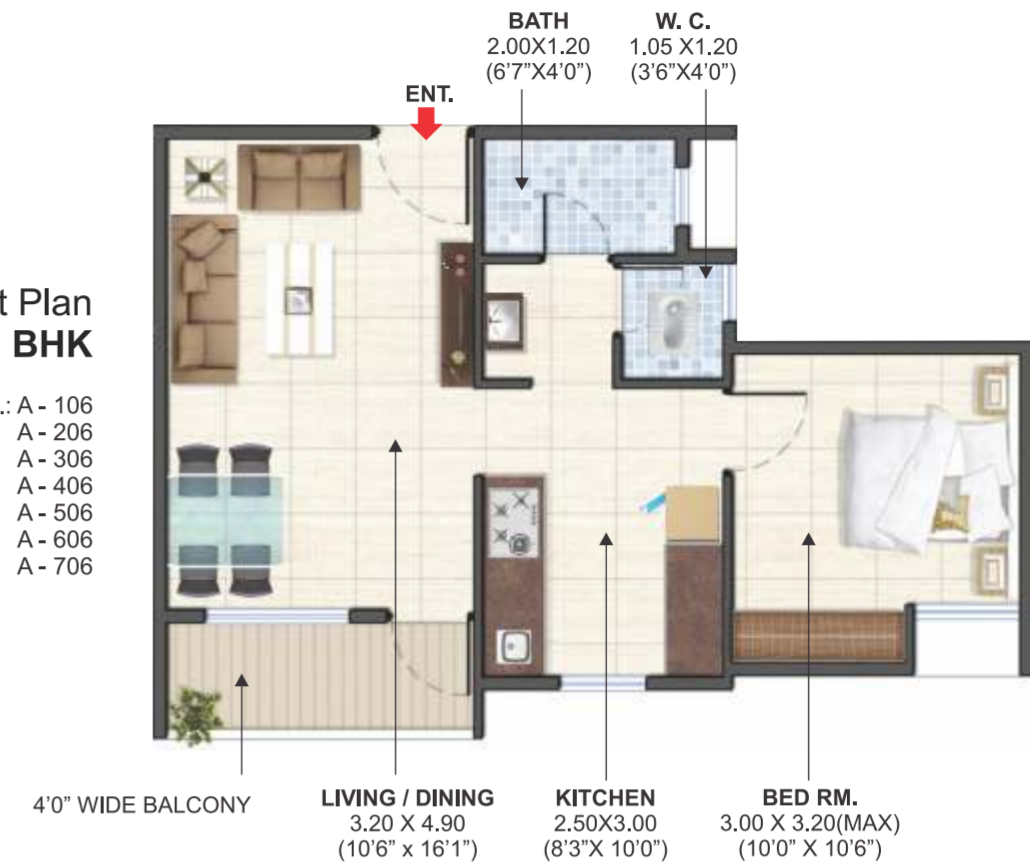 BATH
2.00X1.20
(6'7”X4'0”)
W. C.
1.05 X1.20
(3'6”X4'0”)
ENT.
t Plan
BHK
.: A - 106
A - 206
A - 306
A - 406
A - 506
A - 606
A - 706
4'0” WIDE BALCONY
LIVING / DINING
3.20 X 4.90
(10'6” x 16'1”)
KITCHEN
2.50X3.00
(8'3”X 10'0”)
BED RM.
3.00 X 3.20(MAX)
(10'0” X 10'6”)